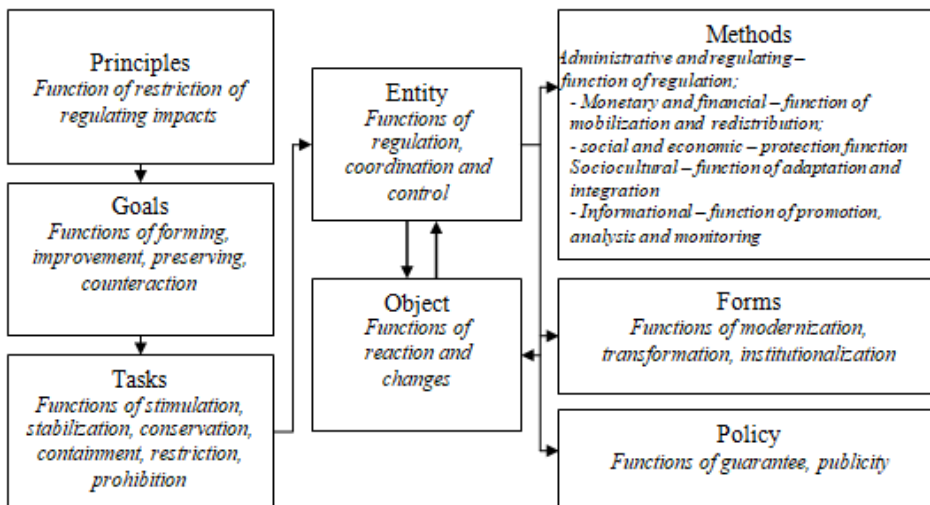 Principles
Function of restriction of
regulating impacts
Goals
Functions of forming,
improvement, preserving,
counteraction
Tasks
Functions of stimulation,
stabilization, conservation,
containment, restriction,
prohibition
Entity
Functions of
regulation,
coordination and
control
Object
Functions of
reaction and
changes
Methods
Administrative and regulating –
function of regulation;
- Monetary and financial – function of
mobilization and redistribution;
- social and economic – protection function
Sociocultural – function of adaptation and
integration
- Informational – function of promotion,
analysis and monitoring
Forms
Functions of modernization,
transformation, institutionalization
Policy
Functions of guarantee, publicity